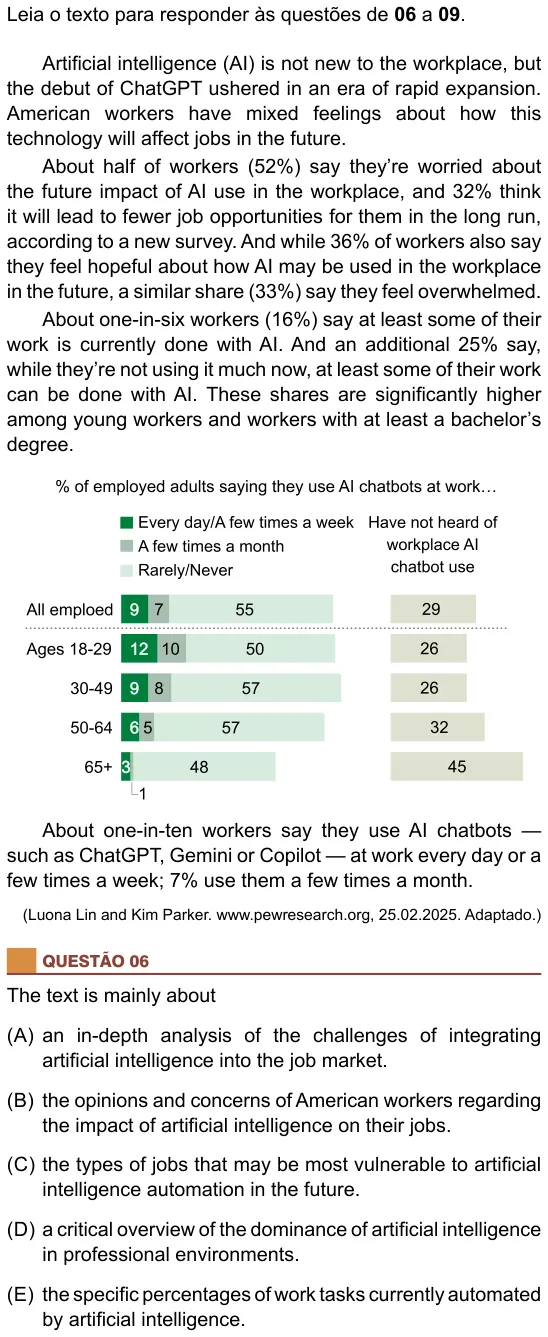 Leia o texto para responder às questões de 06 a 09.
Artificial intelligence (AI) is not new to the workplace, but
the debut of ChatGPT ushered in an era of rapid expansion.
American workers have mixed feelings about how this
technology will affect jobs in the future.
About half of workers (52%) say they’re worried about
the future impact of AI use in the workplace, and 32% think
it will lead to fewer job opportunities for them in the long run,
according to a new survey. And while 36% of workers also say
they feel hopeful about how AI may be used in the workplace
in the future, a similar share (33%) say they feel overwhelmed.
About one-in-six workers (16%) say at least some of their
work is currently done with AI. And an additional 25% say,
while they’re not using it much now, at least some of their work
can be done with AI. These shares are significantly higher
among young workers and workers with at least a bachelor’s
degree.
% of employed adults saying they use AI chatbots at work…
Every day/A few times a week
A few times a month
Rarely/Never
Have not heard of
workplace AI
chatbot use
All emploed 9 7 55 29
Ages 18-29 12 10 50 26
30-49 9 8 57 26
50-64 6 5 57 32
65+ 3 48 45
1
About one-in-ten workers say they use AI chatbots —
such as ChatGPT, Gemini or Copilot — at work every day or a
few times a week; 7% use them a few times a month.
(Luona Lin and Kim Parker. www.pewresearch.org, 25.02.2025. Adaptado.)
QUESTÃO 06
The text is mainly about
(A) an in-depth analysis of the challenges of integrating
artificial intelligence into the job market.
(B) the opinions and concerns of American workers regarding
the impact of artificial intelligence on their jobs.
(C) the types of jobs that may be most vulnerable to artificial
intelligence automation in the future.
(D) a critical overview of the dominance of artificial intelligence
in professional environments.
(E) the specific percentages of work tasks currently automated
by artificial intelligence.